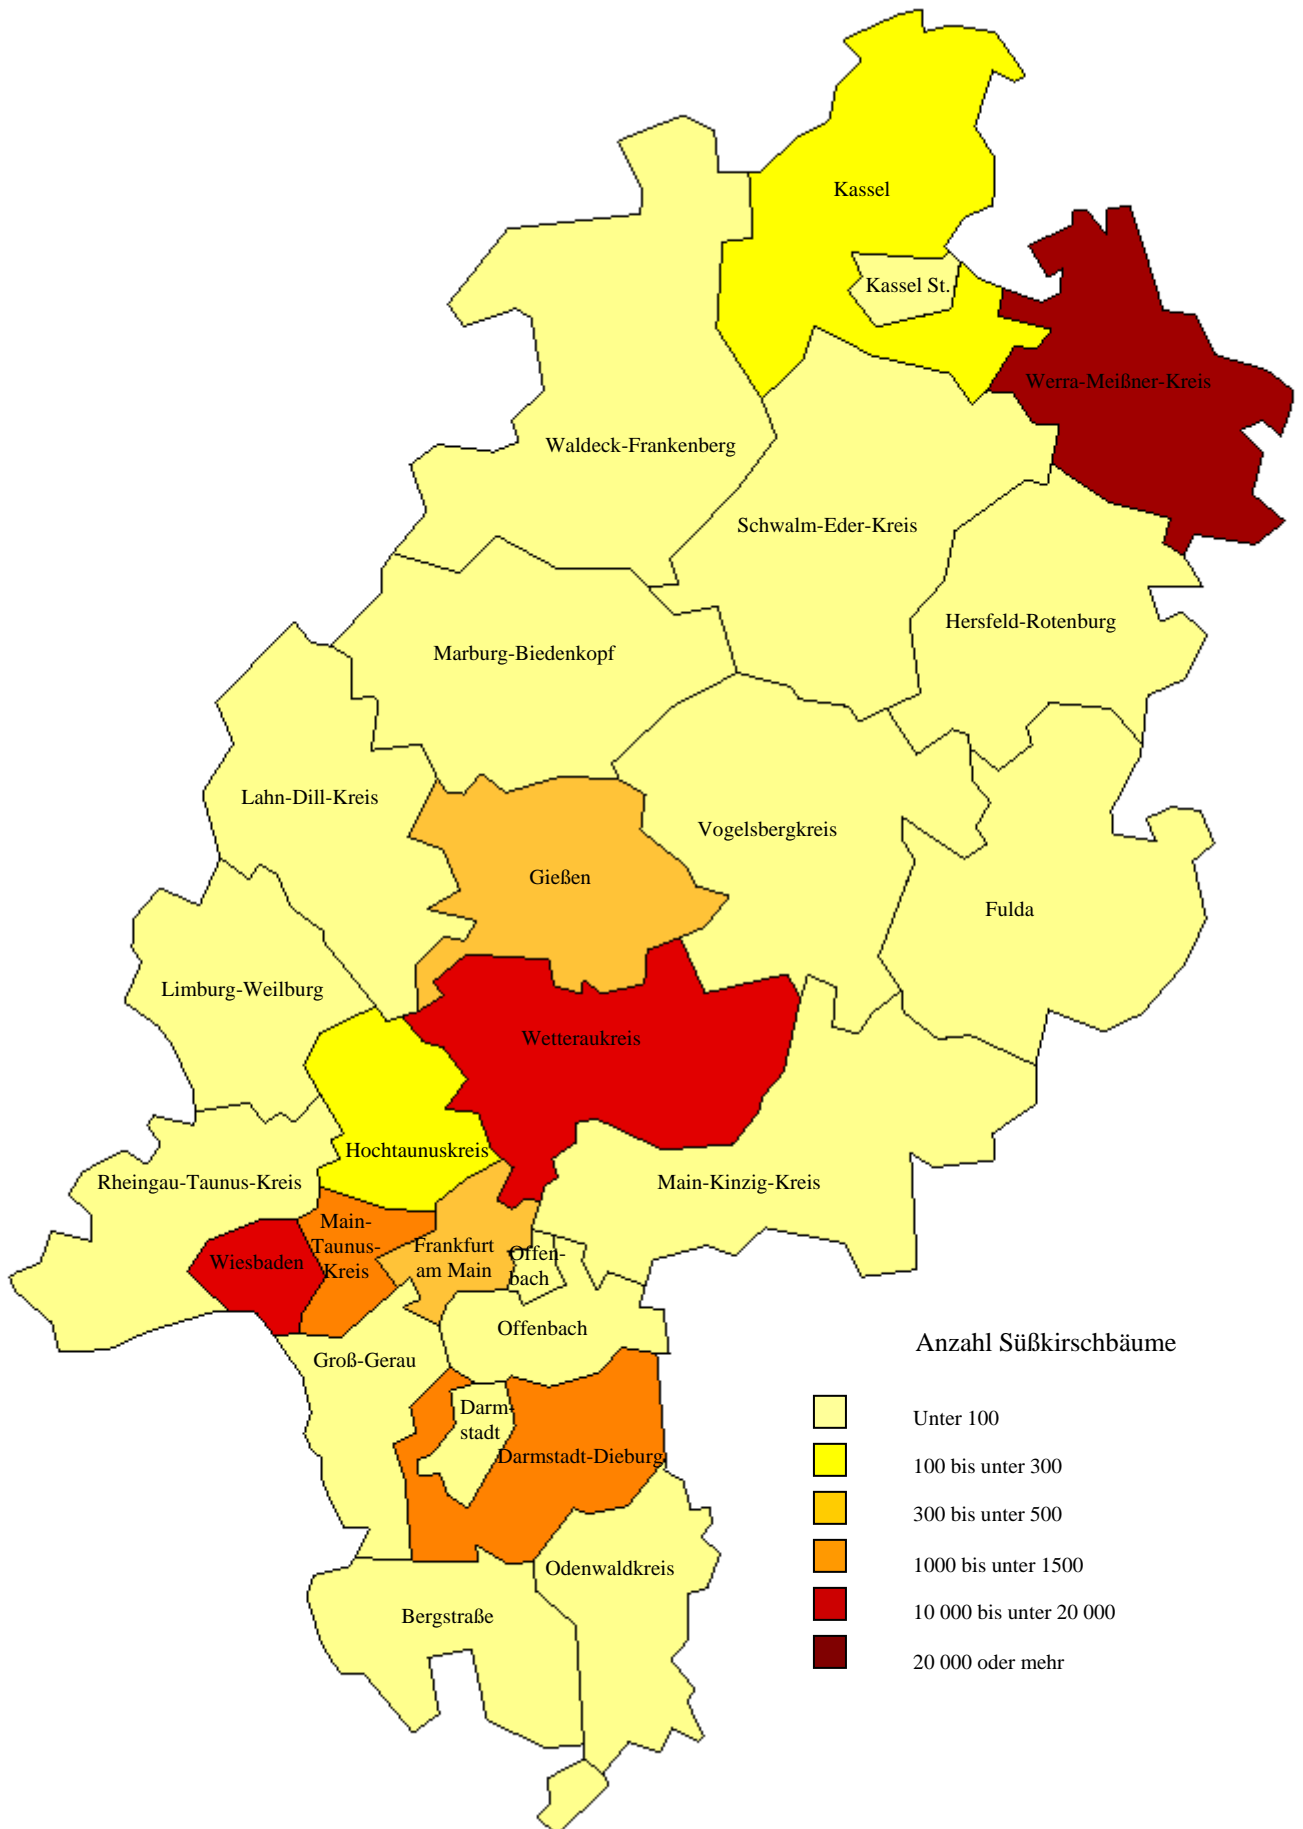 Kassel
Kassel St.
Werra-Meißner-Kreis
Waldeck-Frankenberg
Schwalm-Eder-Kreis
Hersfeld-Rotenburg
Marburg-Biedenkopf
Lahn-Dill-Kreis
Vogelsbergkreis
Gießen
Fulda
Limburg-Weilburg
Wetteraukreis
Hochtaunuskreis
Rheingau-Taunus-Kreis
Main-Kinzig-Kreis
Main-
Taunus-
Kreis
Wiesbaden
Frankfurt
am Main
Offen-
bach
Offenbach
Groß-Gerau
Darm-
stadt
Darmstadt-Dieburg
Odenwaldkreis
Bergstraße
Anzahl Süßkirschbäume
Unter 100
100 bis unter 300
300 bis unter 500
1000 bis unter 1500
10 000 bis unter 20 000
20 000 oder mehr